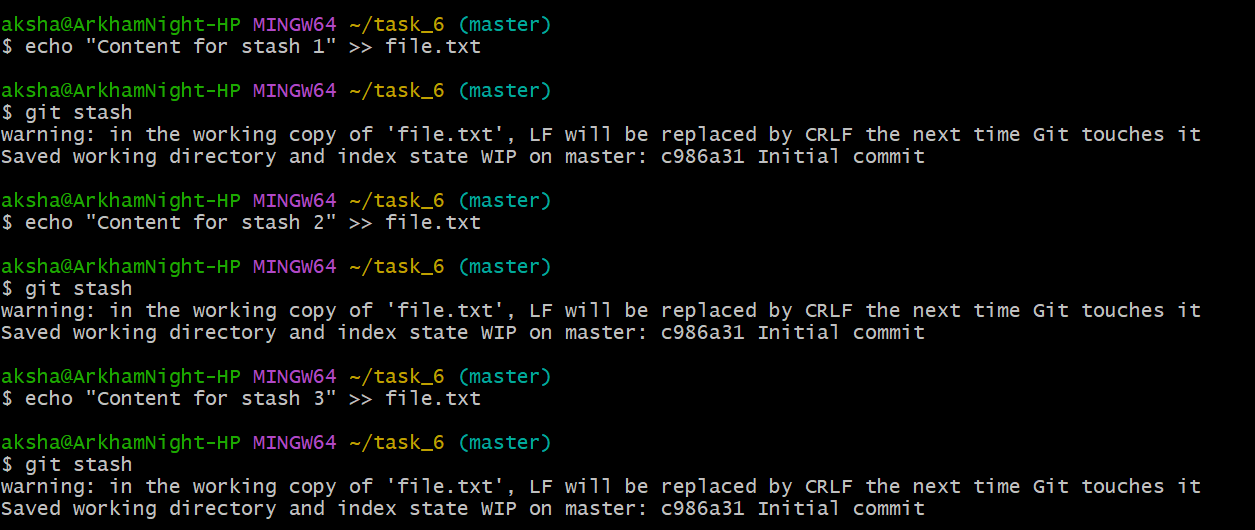 aksha@ArkhamNight-HP MINGW64 ~/task_6 (master)
$ echo "Content for stash 1" >> file.txt
aksha@ArkhamNight-HP MINGW64 ~/task_6 (master)
$ git stash
warning: in the working copy of 'file.txt', LF will be replaced by CRLF the next time Git touches it
Saved working directory and index state WIP on master: c986a31 Initial commit
aksha@ArkhamNight-HP MINGW64 ~/task_6 (master)
$ echo "Content for stash 2" >> file.txt
aksha@ArkhamNight-HP MINGW64 ~/task_6 (master)
$ git stash
warning: in the working copy of 'file.txt', LF will be replaced by CRLF the next time Git touches it
Saved working directory and index state WIP on master: c986a31 Initial commit
aksha@ArkhamNight-HP MINGW64 ~/task_6 (master)
$ echo "Content for stash 3" >> file.txt
aksha@ArkhamNight-HP MINGW64 ~/task_6 (master)
$ git stash
warning: in the working copy of 'file.txt', LF will be replaced by CRLF the next time Git touches it
Saved working directory and index state WIP on master: c986a31 Initial commit